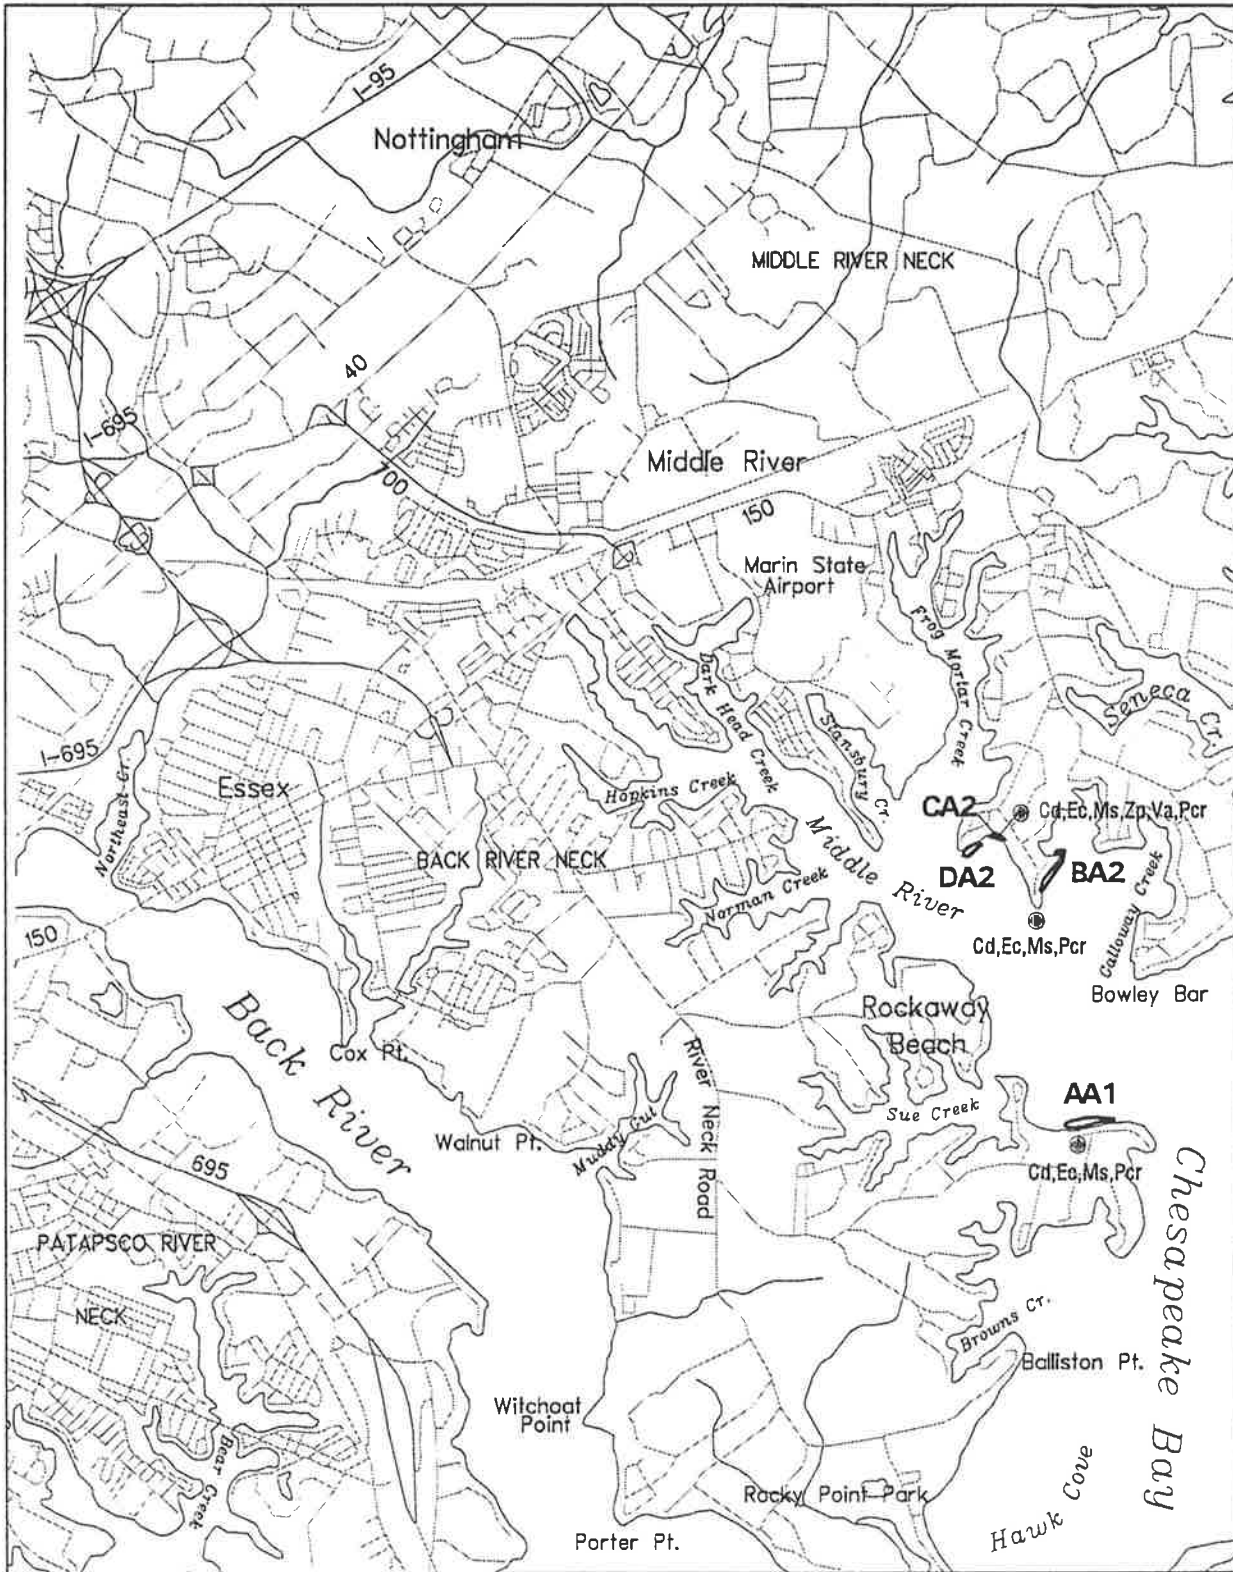 I-95
Nottingham
MIDDLE RIVER NECK
40
I-695
700
Middle River
150
Marin State
Airport
Frog Mortar Creek
Dark Head Creek
Stansbury Cr.
Seneca Cr.
I-695
Northeast Cr.
Essex
Hopkins Creek
CA2
Cd,Ec,Ms,Zp,Va,Pcr
Middle River
BACK RIVER NECK
DA2
BA2
Norman Creek
Calloway Creek
Cd,Ec,Ms,Pcr
150
Bowley Bar
Back River
Rockaway
Beach
Cox Pt.
River Neck Road
AA1
Sue Creek
Walnut Pt.
Muddy Gut
Cd,Ec,Ms,Pcr
695
Chesapeake Bay
PATAPSCO RIVER
NECK
Browns Cr.
Balliston Pt.
Witchoat
Point
Bear Creek
Rocky Point Park
Hawk Cove
Porter Pt.